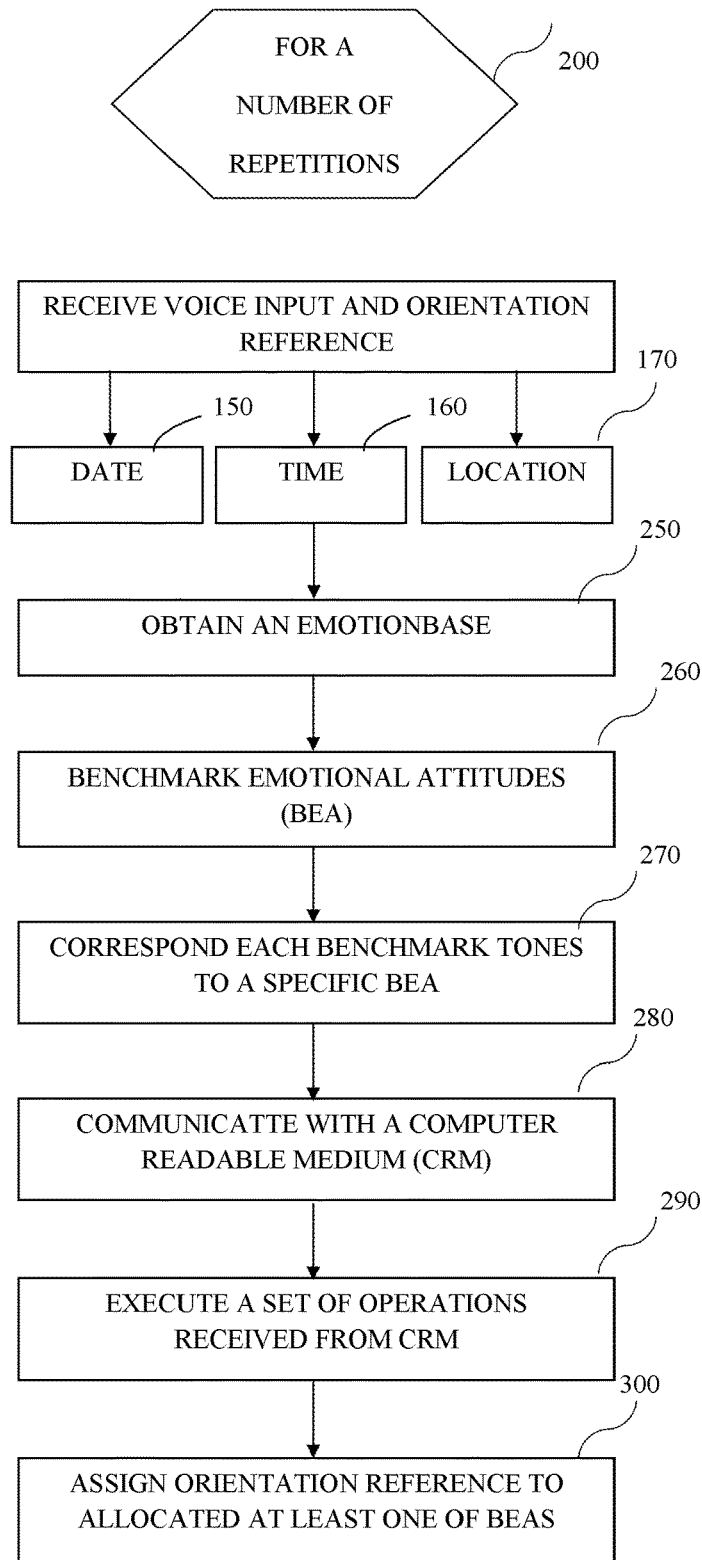 FOR A
NUMBER OF
REPETITIONS
200
RECEIVE VOICE INPUT AND ORIENTATION
REFERENCE
170
150
160
DATE
TIME
LOCATION
250
OBTAIN AN EMOTIONBASE
260
BENCHMARK EMOTIONAL ATTITUDES
(BEA)
270
CORRESPOND EACH BENCHMARK TONES
TO A SPECIFIC BEA
280
COMMUNICATTE WITH A COMPUTER
READABLE MEDIUM (CRM)
290
EXECUTE A SET OF OPERATIONS
RECEIVED FROM CRM
300
ASSIGN ORIENTATION REFERENCE TO
ALLOCATED AT LEAST ONE OF BEAS